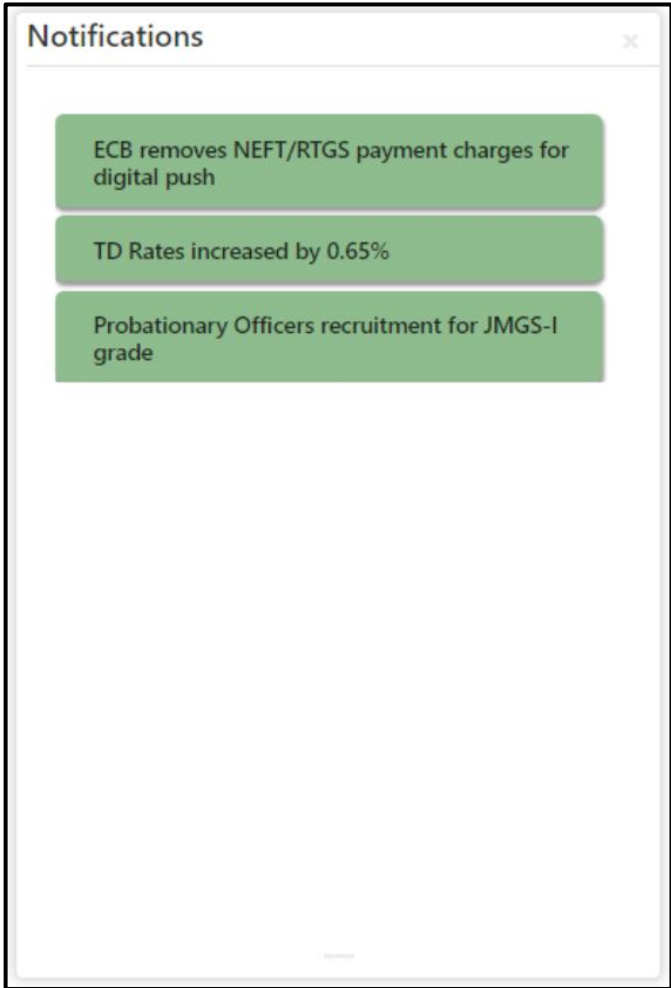 Notifications
ECB removes NEFT/RTGS payment charges for
digital push
TD Rates increased by 0.65%
Probationary Officers recruitment for JMGS-I
grade